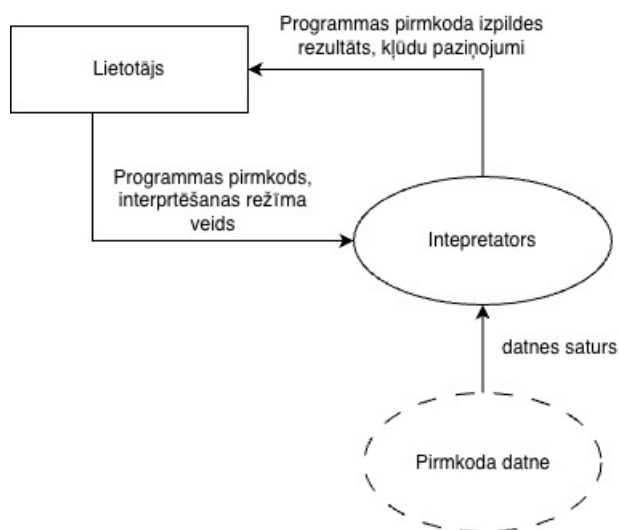 Programmas pirmkoda izpildes
rezultāts, kļūdu paziņojumi
Lietotājs
Programmas pirmkods,
interprtēšanas režīma
veids
Intepretators
datnes saturs
Pirmkoda datne